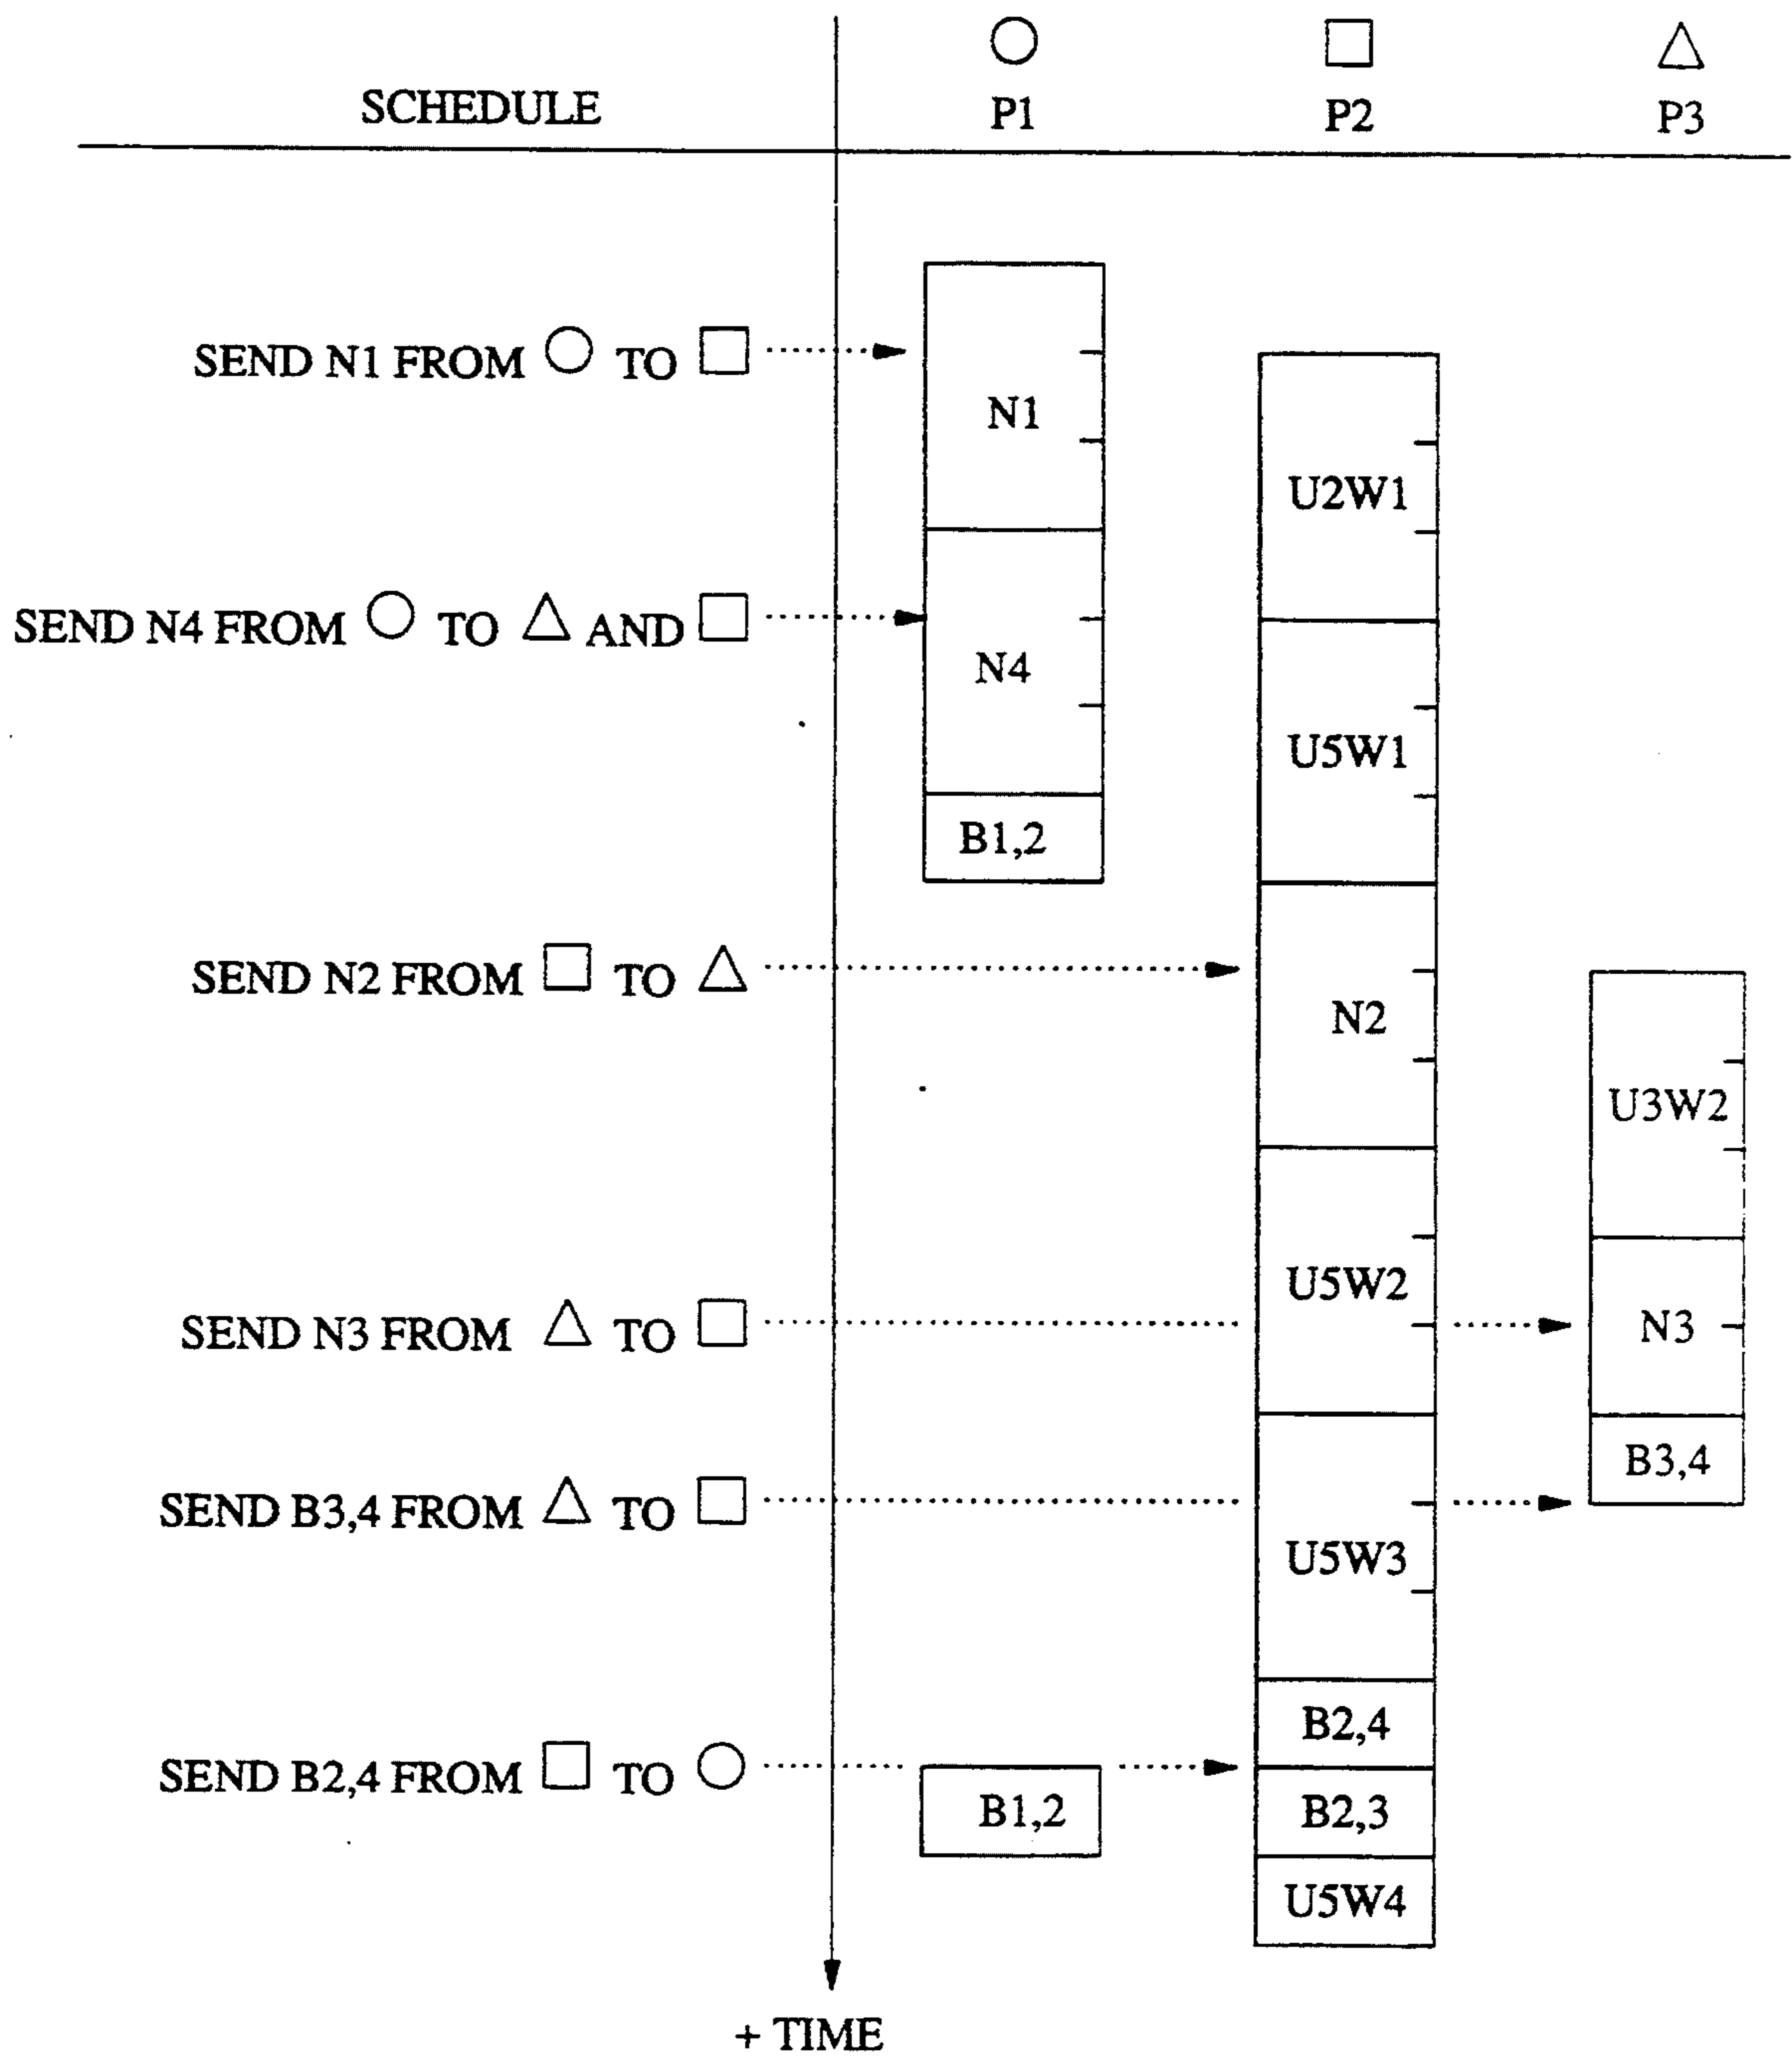 SCHEDULE
P1
P2
P3
SEND N1 FROM TO
N1
U2W1
SEND N4 FROM TO AND
N4
U5W1
B1,2
SEND N2 FROM TO
N2
U3W2
U5W2
SEND N3 FROM TO
N3
B3,4
SEND B3,4 FROM TO
U5W3
B2,4
SEND B2,4 FROM TO
B1,2
B2,3
U5W4
+ TIME